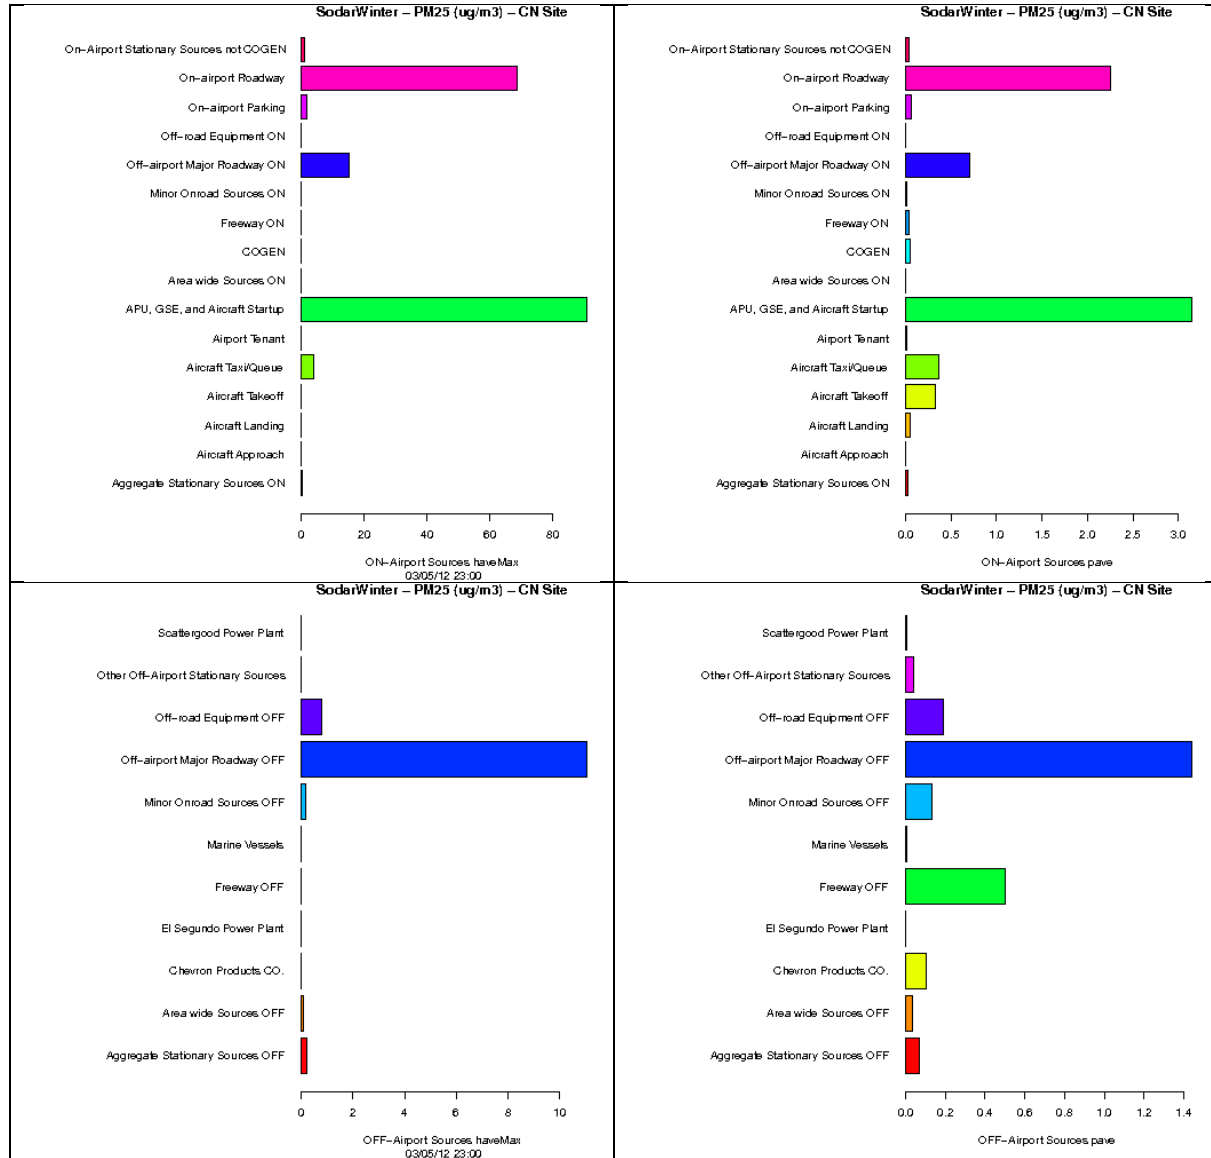 SodarWinter – PM25 (ug/m3) – CN Site
On–Airport Stationary Sources not COGEN
On–airport Roadway
On–airport Parking
Off–road Equipment ON
Off–airport Major Roadway ON
Minor Onroad Sources ON
Freeway ON
COGEN
Area wide Sources ON
APU, GSE, and Aircraft Startup
Airport Tenant
Aircraft Taxi/Queue
Aircraft Takeoff
Aircraft Landing
Aircraft Approach
Aggregate Stationary Sources ON
0 20 40 60 80
ON–Airport Sources haveMax
03/05/12 23:00
SodarWinter – PM25 (ug/m3) – CN Site
On–Airport Stationary Sources not COGEN
On–airport Roadway
On–airport Parking
Off–road Equipment ON
Off–airport Major Roadway ON
Minor Onroad Sources ON
Freeway ON
COGEN
Area wide Sources ON
APU, GSE, and Aircraft Startup
Airport Tenant
Aircraft Taxi/Queue
Aircraft Takeoff
Aircraft Landing
Aircraft Approach
Aggregate Stationary Sources ON
0.0 0.5 1.0 1.5 2.0 2.5 3.0
ON–Airport Sources pave
SodarWinter – PM25 (ug/m3) – CN Site
Scattergood Power Plant
Other Off–Airport Stationary Sources
Off–road Equipment OFF
Off–airport Major Roadway OFF
Minor Onroad Sources OFF
Marine Vessels
Freeway OFF
El Segundo Power Plant
Chevron Products CO.
Area wide Sources OFF
Aggregate Stationary Sources OFF
0 2 4 6 8 10
OFF–Airport Sources haveMax
03/05/12 23:00
SodarWinter – PM25 (ug/m3) – CN Site
Scattergood Power Plant
Other Off–Airport Stationary Sources
Off–road Equipment OFF
Off–airport Major Roadway OFF
Minor Onroad Sources OFF
Marine Vessels
Freeway OFF
El Segundo Power Plant
Chevron Products CO.
Area wide Sources OFF
Aggregate Stationary Sources OFF
0.0 0.2 0.4 0.6 0.8 1.0 1.2 1.4
OFF–Airport Sources pave